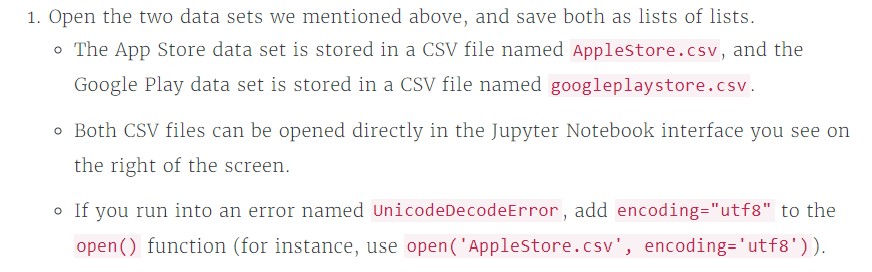 1. Open the two data sets we mentioned above, and save both as lists of lists.
◦ The App Store data set is stored in a CSV file named AppleStore.csv, and the
Google Play data set is stored in a CSV file named googleplaystore.csv.
◦ Both CSV files can be opened directly in the Jupyter Notebook interface you see on
the right of the screen.
◦ If you run into an error named UnicodeDecodeError, add encoding="utf8" to the
open() function (for instance, use open('AppleStore.csv', encoding='utf8')).